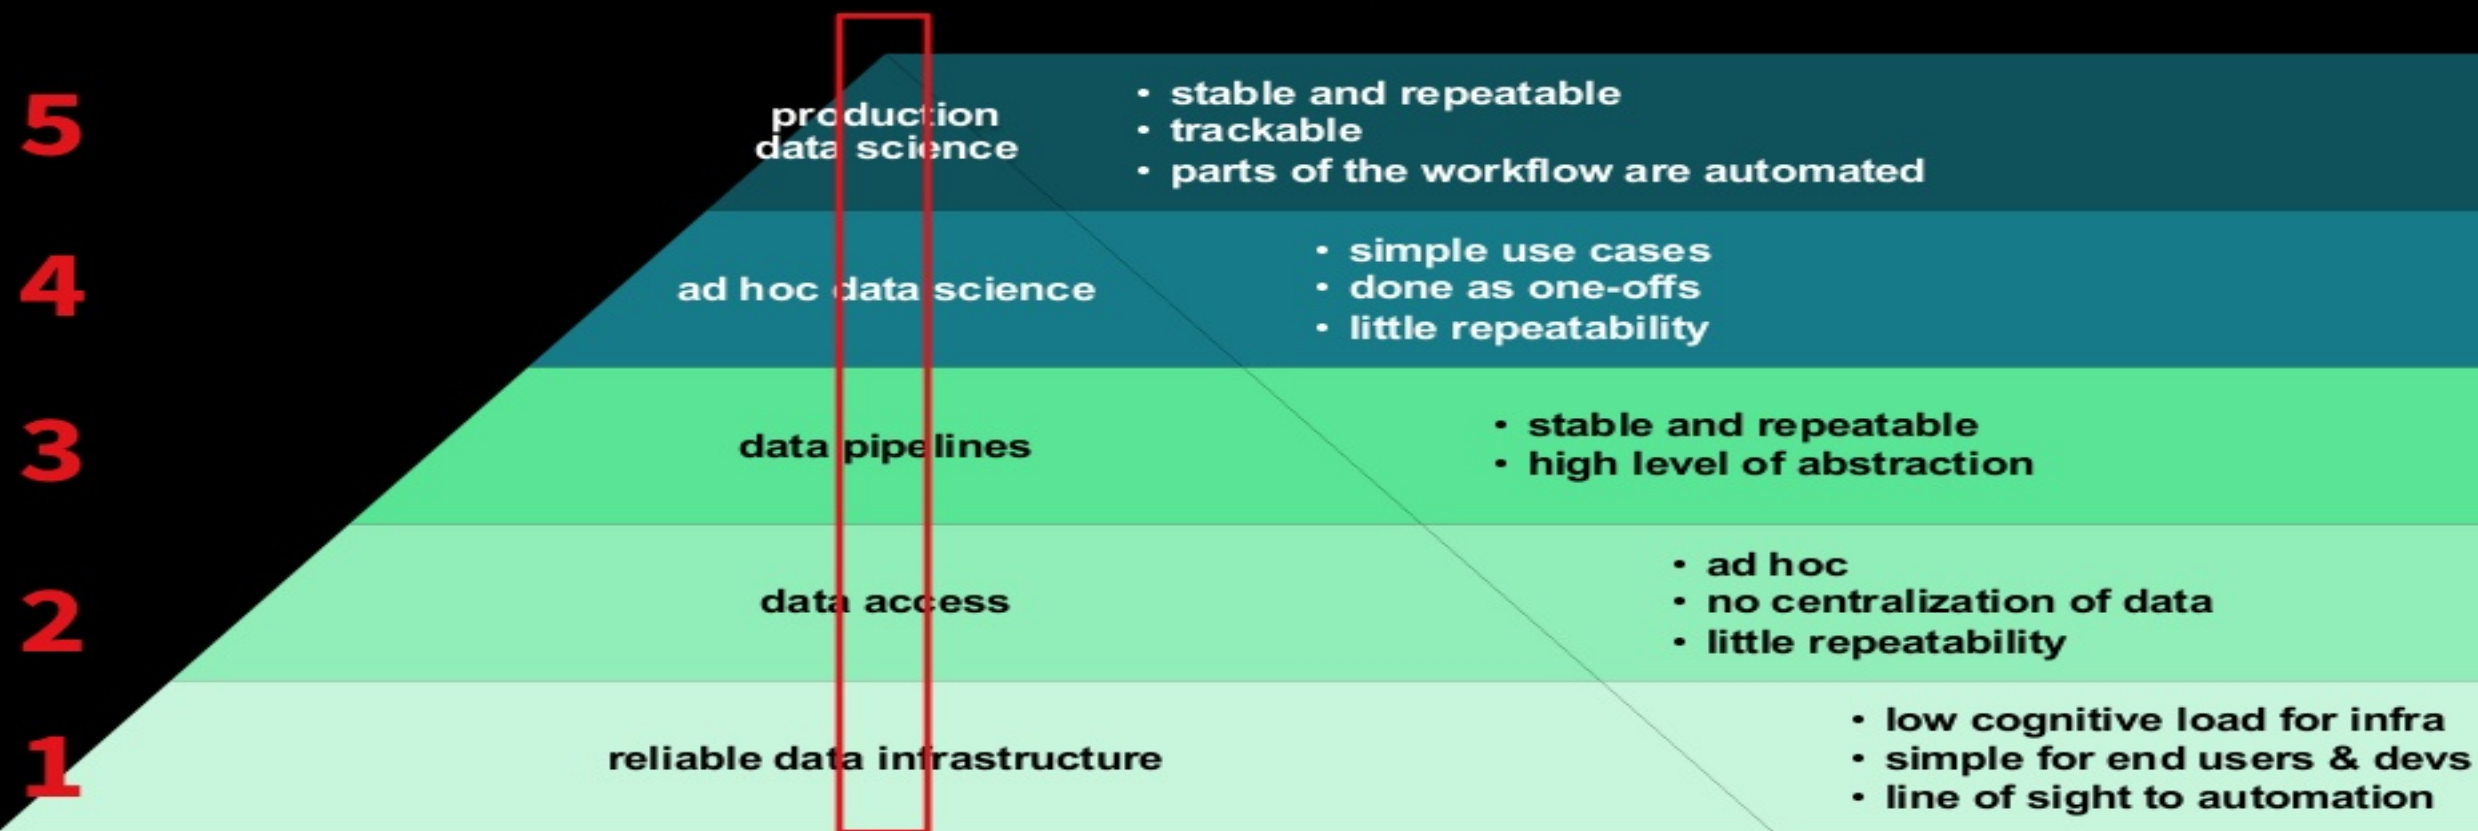 5
production
data science
• stable and repeatable
• trackable
• parts of the workflow are automated
4
ad hoc data science
• simple use cases
• done as one-offs
• little repeatability
3
data pipelines
• stable and repeatable
• high level of abstraction
2
data access
• ad hoc
• no centralization of data
• little repeatability
1
reliable data infrastructure
• low cognitive load for infra
• simple for end users & devs
• line of sight to automation